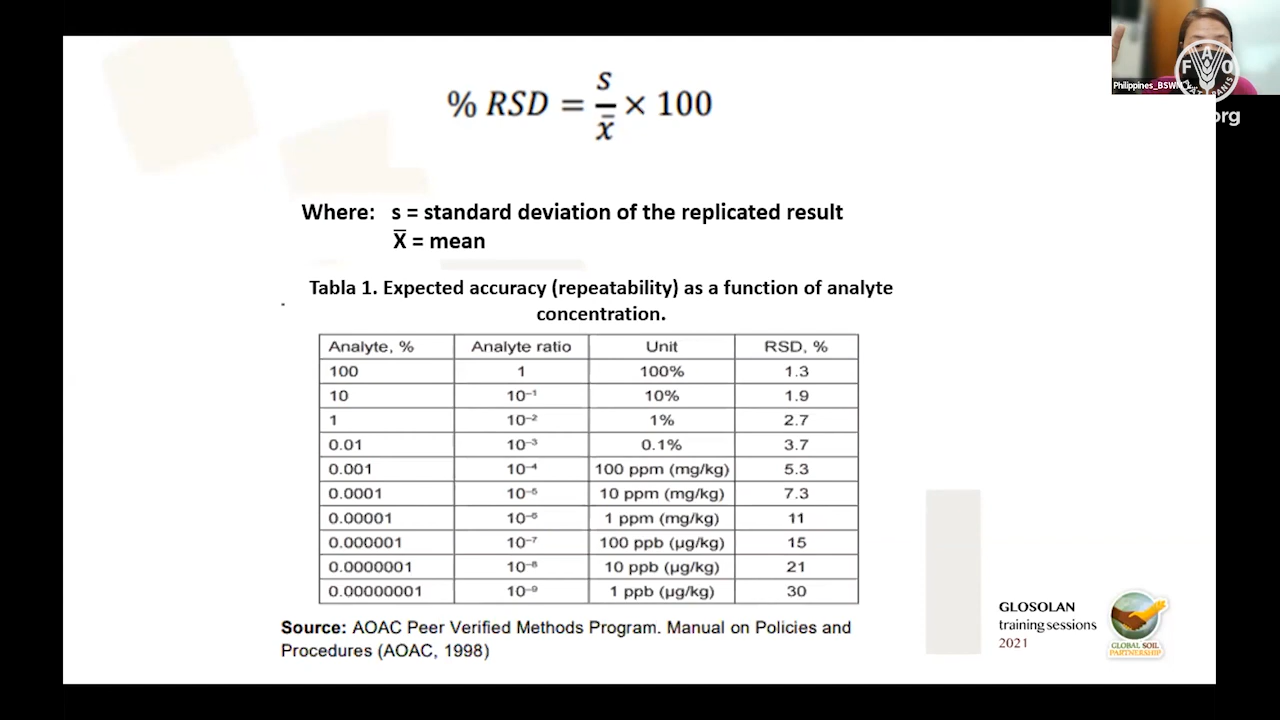 % RSD = s/x̄ × 100
Where: s = standard deviation of the replicated result
X̅ = mean
Tabla 1. Expected accuracy (repeatability) as a function of analyte
concentration.
Analyte, % Analyte ratio Unit RSD, %
100 1 100% 1.3
10 10⁻¹ 10% 1.9
1 10⁻² 1% 2.7
0.01 10⁻³ 0.1% 3.7
0.001 10⁻⁴ 100 ppm (mg/kg) 5.3
0.0001 10⁻⁵ 10 ppm (mg/kg) 7.3
0.00001 10⁻⁶ 1 ppm (mg/kg) 11
0.000001 10⁻⁷ 100 ppb (µg/kg) 15
0.0000001 10⁻⁸ 10 ppb (µg/kg) 21
0.00000001 10⁻⁹ 1 ppb (µg/kg) 30
Source: AOAC Peer Verified Methods Program. Manual on Policies and
Procedures (AOAC, 1998)
GLOSOLAN
training sessions
2021
GLOBAL SOIL
PARTNERSHIP
FAO
org